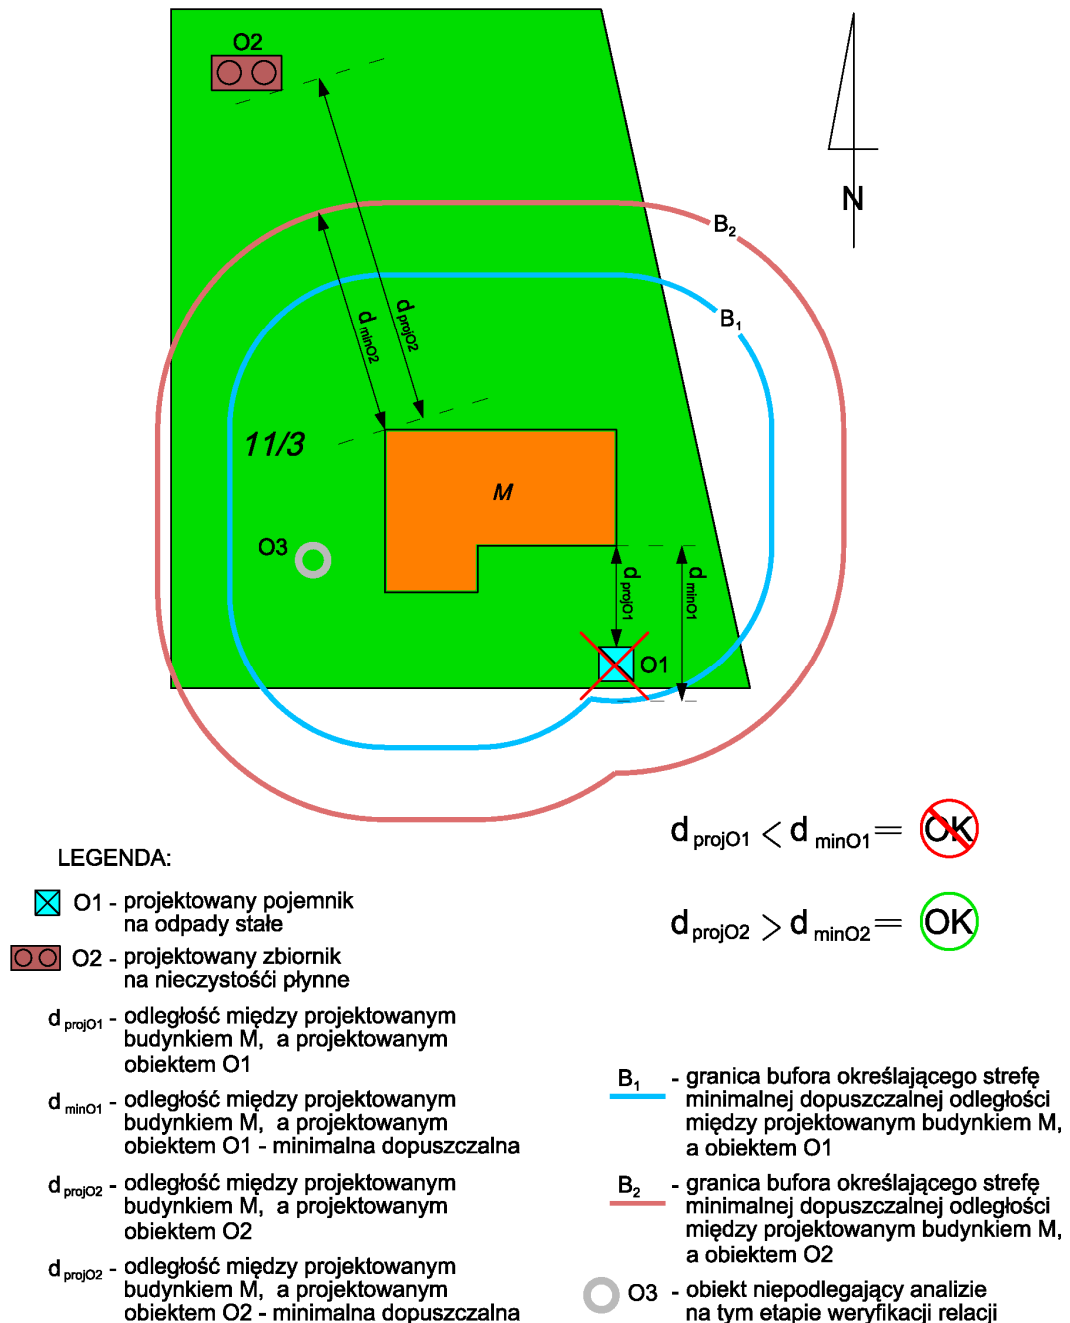 O2
N
B2
B1
d minO2
d projO2
11/3
M
O3
d projO1
d minO1
O1
d projO1 < d minO1 = OK
d projO2 > d minO2 = OK
LEGENDA:
O1 - projektowany pojemnik
na odpady stałe
O2 - projektowany zbiornik
na nieczystośći płynne
d projO1 - odległość między projektowanym
budynkiem M, a projektowanym
obiektem O1
d minO1 - odległość między projektowanym
budynkiem M, a projektowanym
obiektem O1 - minimalna dopuszczalna
d projO2 - odległość między projektowanym
budynkiem M, a projektowanym
obiektem O2
d projO2 - odległość między projektowanym
budynkiem M, a projektowanym
obiektem O2 - minimalna dopuszczalna
B1 - granica bufora określającego strefę
minimalnej dopuszczalnej odległości
między projektowanym budynkiem M,
a obiektem O1
B2 - granica bufora określającego strefę
minimalnej dopuszczalnej odległości
między projektowanym budynkiem M,
a obiektem O2
O3 - obiekt niepodlegający analizie
na tym etapie weryfikacji relacji